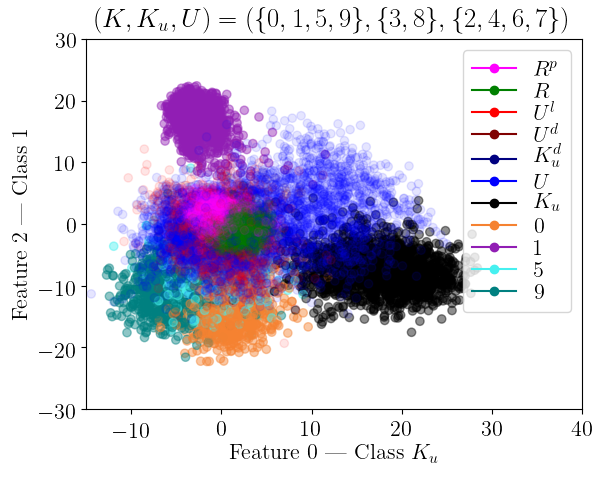 (K, K_u, U) = ({0, 1, 5, 9}, {3, 8}, {2, 4, 6, 7})
30
20
10
0
−10
−20
−30
Feature 2 — Class 1
R^p
R
U^l
U^d
K_u^d
U
K_u
0
1
5
9
−10
0
10
20
30
40
Feature 0 — Class K_u